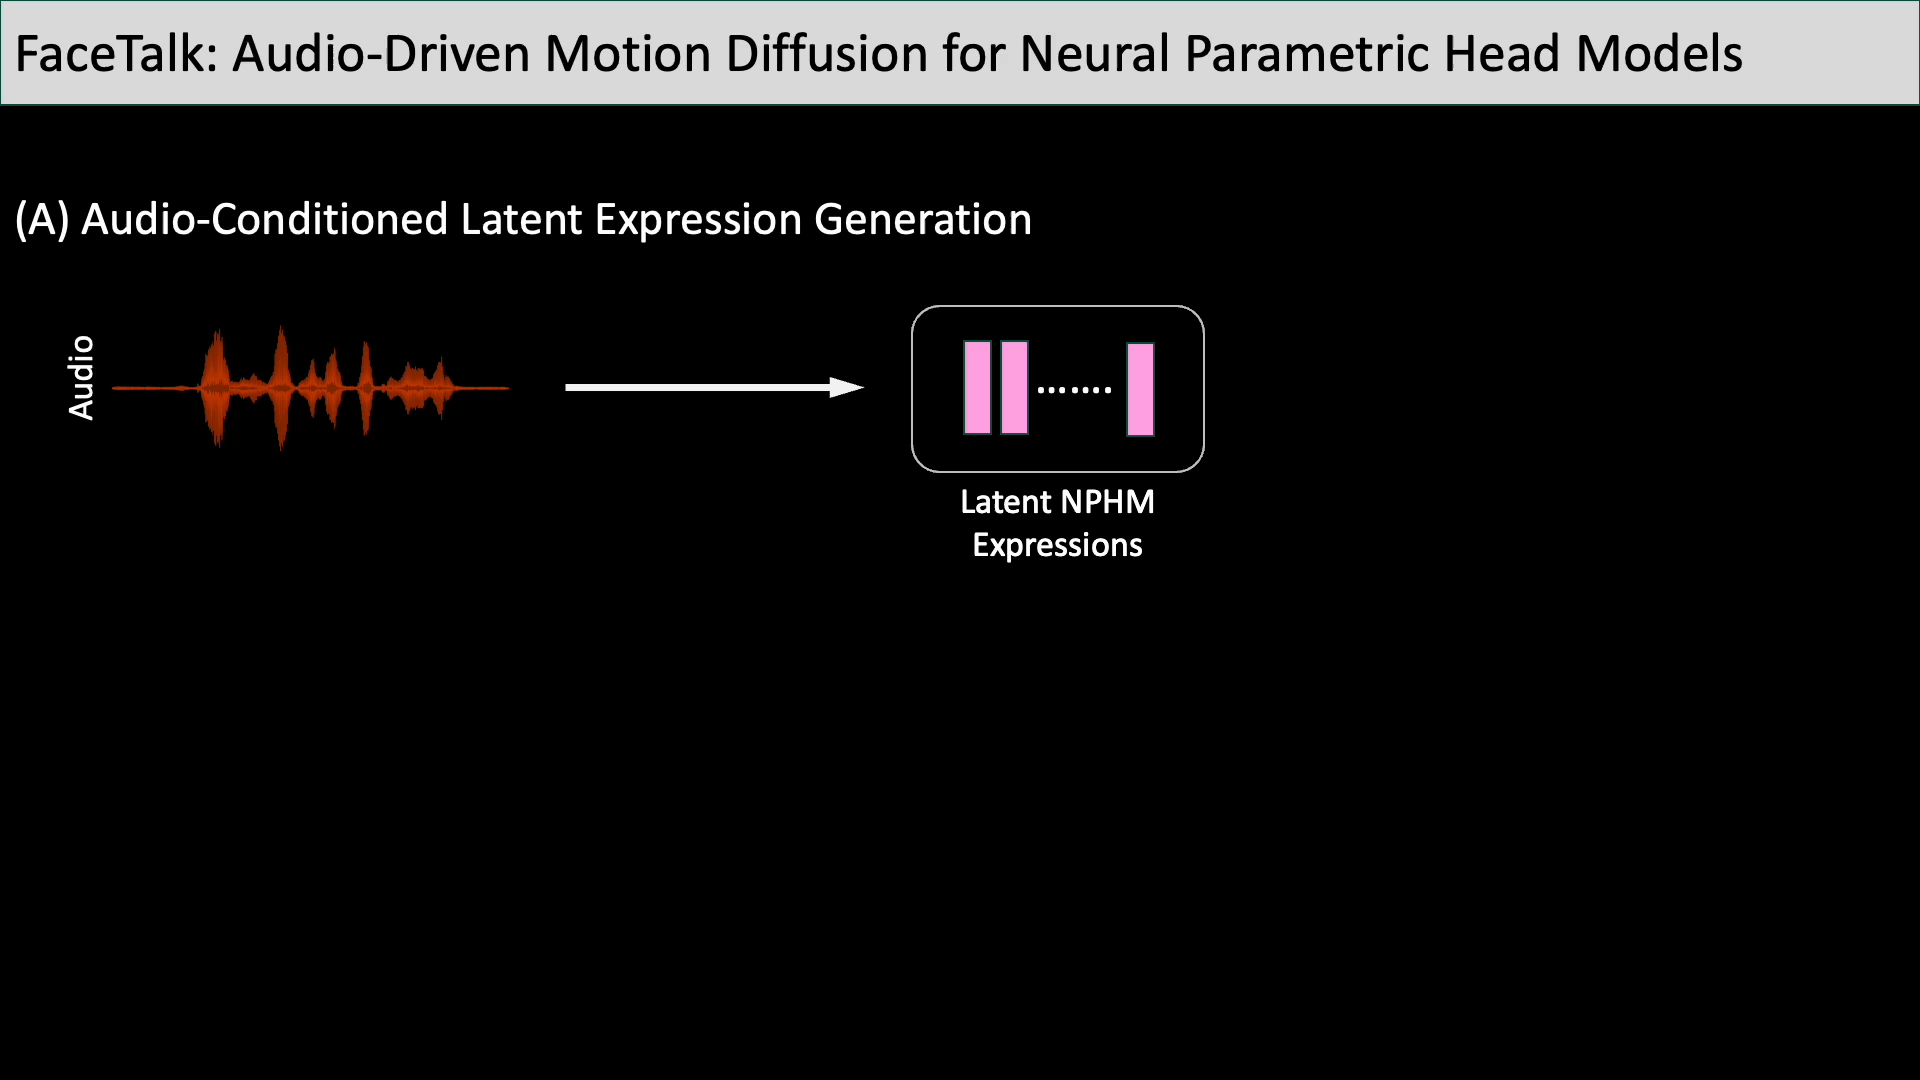 FaceTalk: Audio-Driven Motion Diffusion for Neural Parametric Head Models
(A) Audio-Conditioned Latent Expression Generation
Audio
.......
Latent NPHM
Expressions